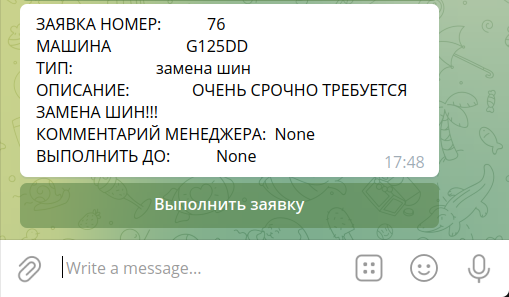 ЗАЯВКА НОМЕР: 76
МАШИНА G125DD
ТИП: замена шин
ОПИСАНИЕ: ОЧЕНЬ СРОЧНО ТРЕБУЕТСЯ
ЗАМЕНА ШИН!!!
КОММЕНТАРИЙ МЕНЕДЖЕРА: None
ВЫПОЛНИТЬ ДО: None
17:48
Выполнить заявку
Write a message...